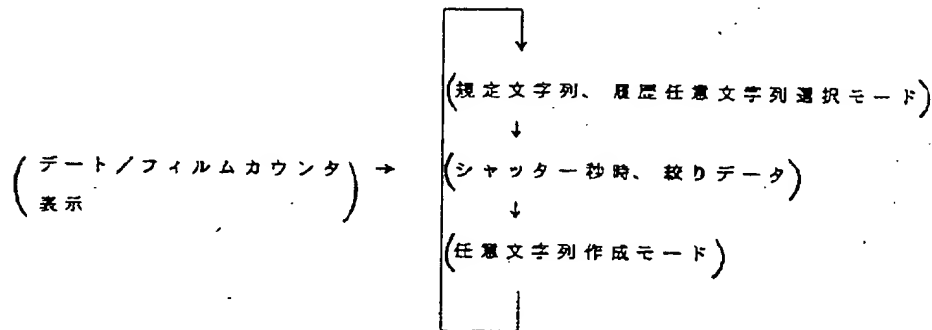 (規定文字列、履歴任意文字列選択モード)
↓
(デート/フィルムカウンタ表示) → (シャッター秒時、絞りデータ)
↓
(任意文字列作成モード)